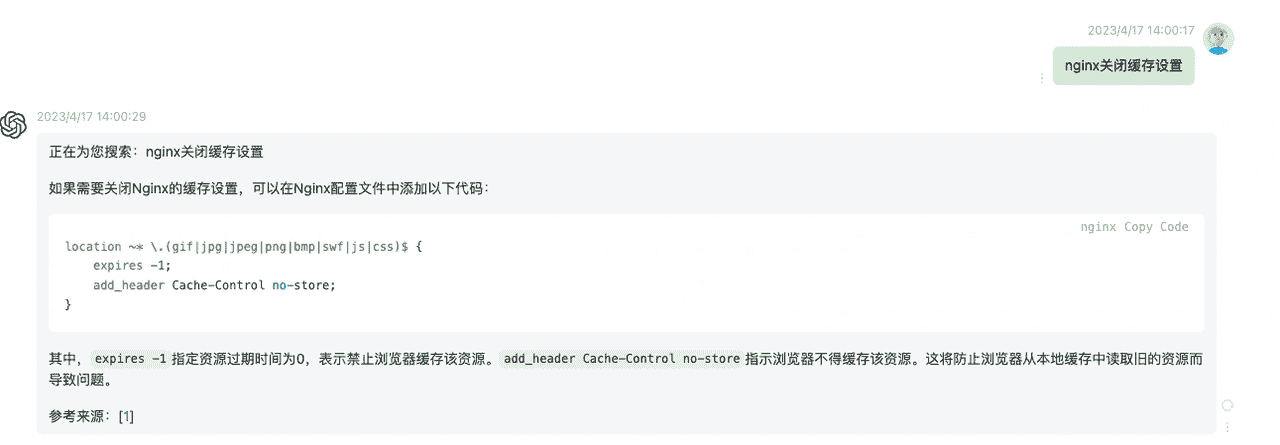 2023/4/17 14:00:17
nginx关闭缓存设置
2023/4/17 14:00:29
正在为您搜索：nginx关闭缓存设置
如果需要关闭Nginx的缓存设置，可以在Nginx配置文件中添加以下代码：
nginx Copy Code
location ~* \.(gif|jpg|jpeg|png|bmp|swf|js|css)$ {
    expires -1;
    add_header Cache-Control no-store;
}
其中，expires -1 指定资源过期时间为0，表示禁止浏览器缓存该资源。add_header Cache-Control no-store 指示浏览器不得缓存该资源。这将防止浏览器从本地缓存中读取旧的资源而
导致问题。
参考来源：[1]